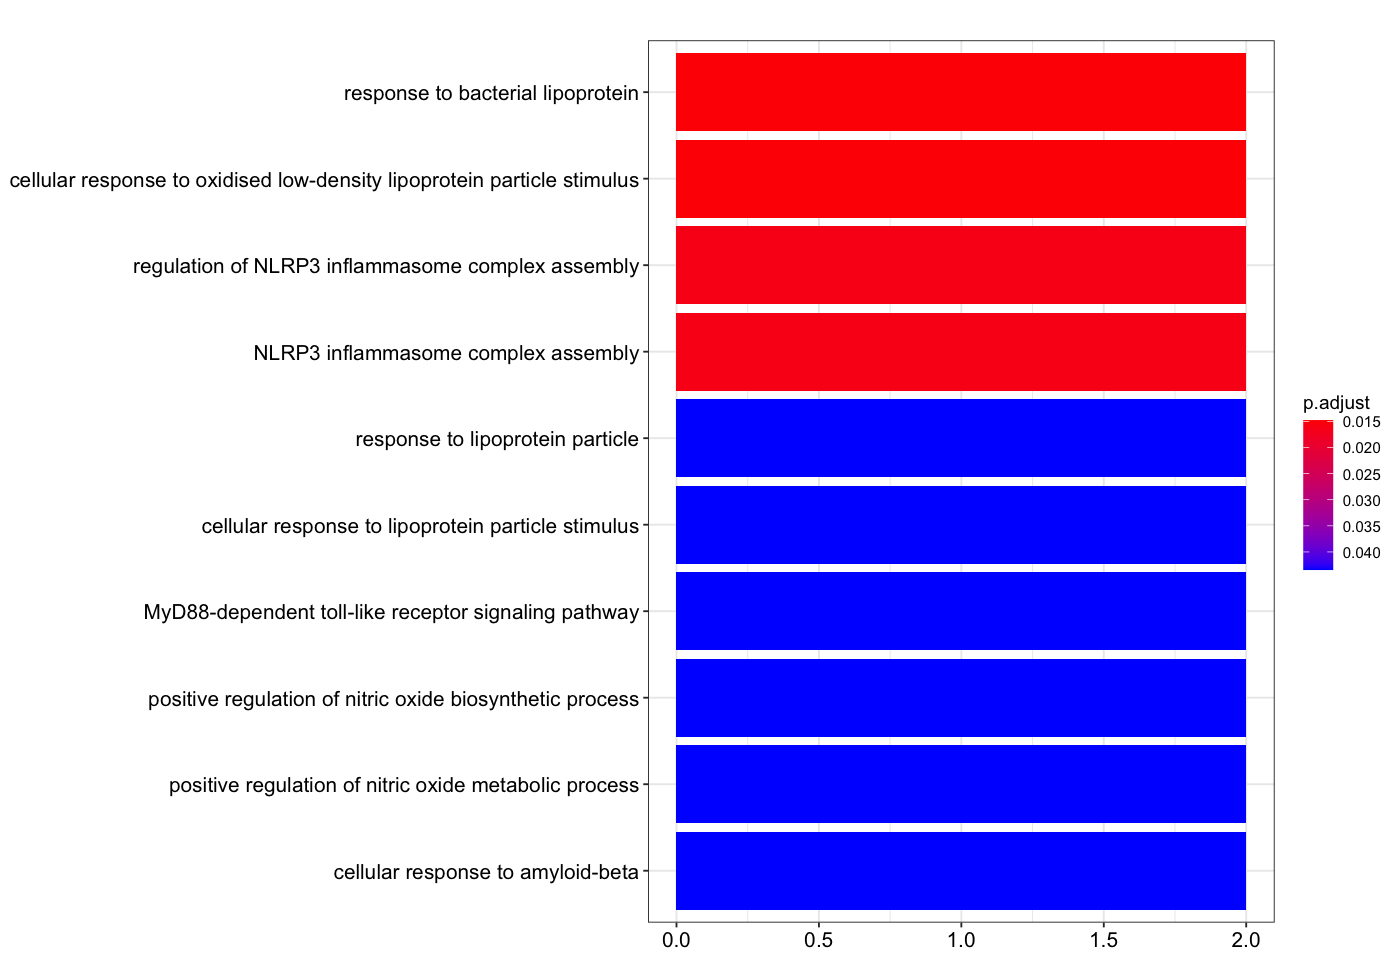 response to bacterial lipoprotein
cellular response to oxidised low-density lipoprotein particle stimulus
regulation of NLRP3 inflammasome complex assembly
NLRP3 inflammasome complex assembly
response to lipoprotein particle
cellular response to lipoprotein particle stimulus
MyD88-dependent toll-like receptor signaling pathway
positive regulation of nitric oxide biosynthetic process
positive regulation of nitric oxide metabolic process
cellular response to amyloid-beta
0.0 0.5 1.0 1.5 2.0
p.adjust
0.015
0.020
0.025
0.030
0.035
0.040